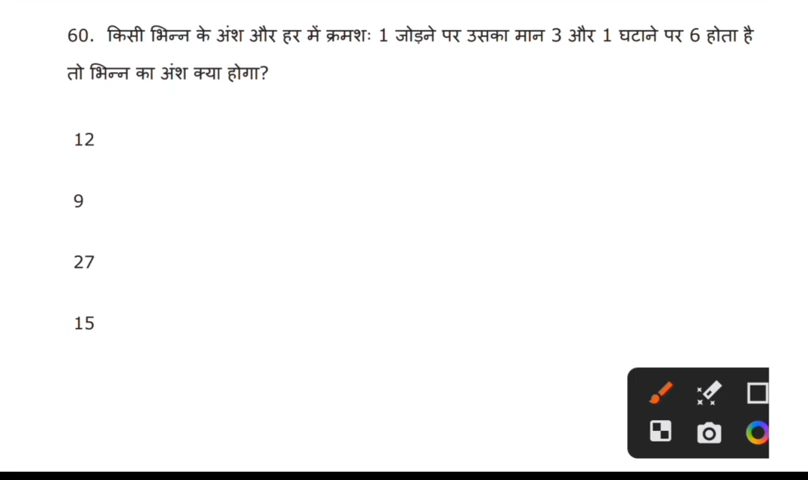 60. किसी भिन्न के अंश और हर में क्रमशः 1 जोड़ने पर उसका मान 3 और 1 घटाने पर 6 होता है
तो भिन्न का अंश क्या होगा?
12
9
27
15